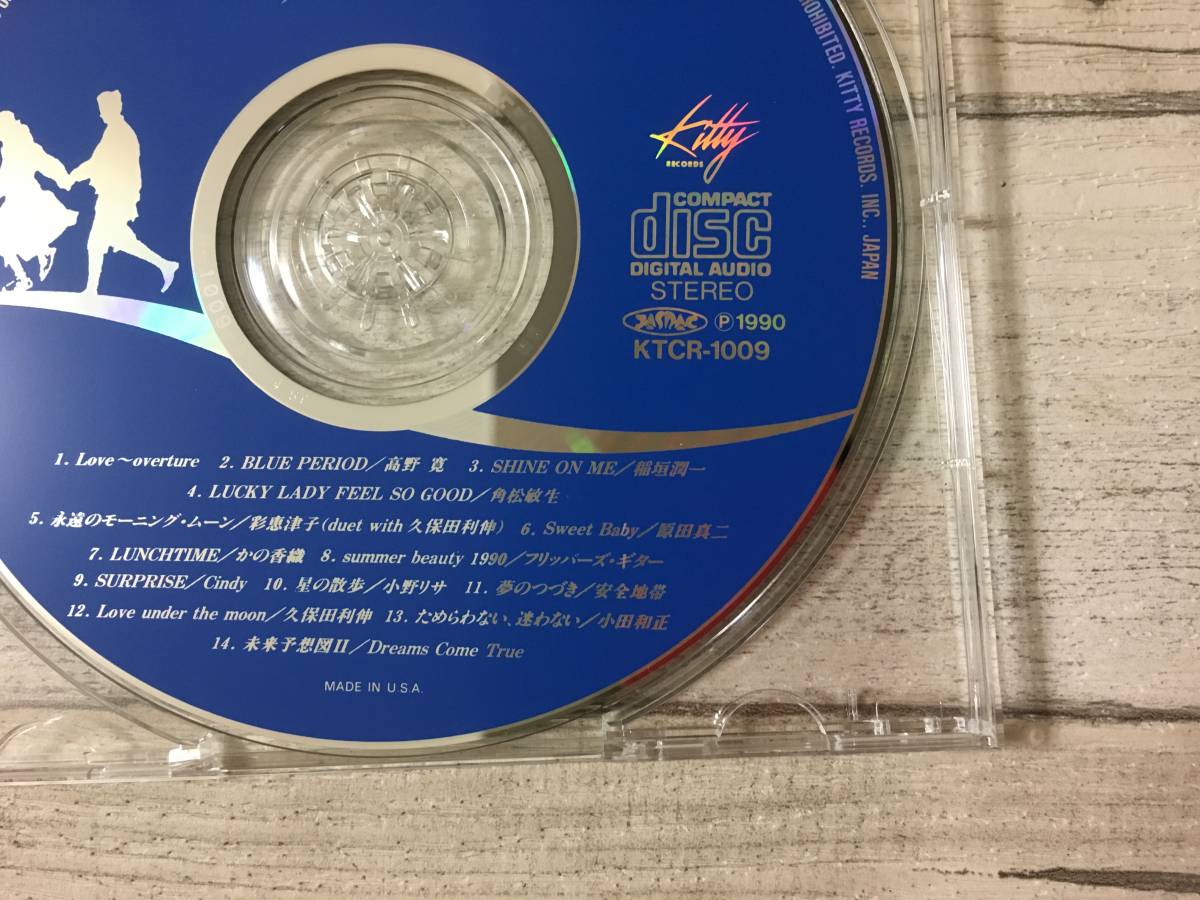 Kitty
RECORDS
COMPACT
disc
DIGITAL AUDIO
STEREO
JASRAC Ⓟ 1990
KTCR-1009
ROHIBITED. KITTY RECORDS. INC., JAPAN
1009
1. Love～overture 2. BLUE PERIOD／高野 寛 3. SHINE ON ME／稲垣潤一
4. LUCKY LADY FEEL SO GOOD／角松敏生
5. 永遠のモーニング・ムーン／彩恵津子(duet with 久保田利伸) 6. Sweet Baby／原田真二
7. LUNCHTIME／かの香織 8. summer beauty 1990／フリッパーズ・ギター
9. SURPRISE／Cindy 10. 星の散歩／小野リサ 11. 夢のつづき／安全地帯
12. Love under the moon／久保田利伸 13. ためらわない、迷わない／小田和正
14. 未来予想図II／Dreams Come True
MADE IN U.S.A.